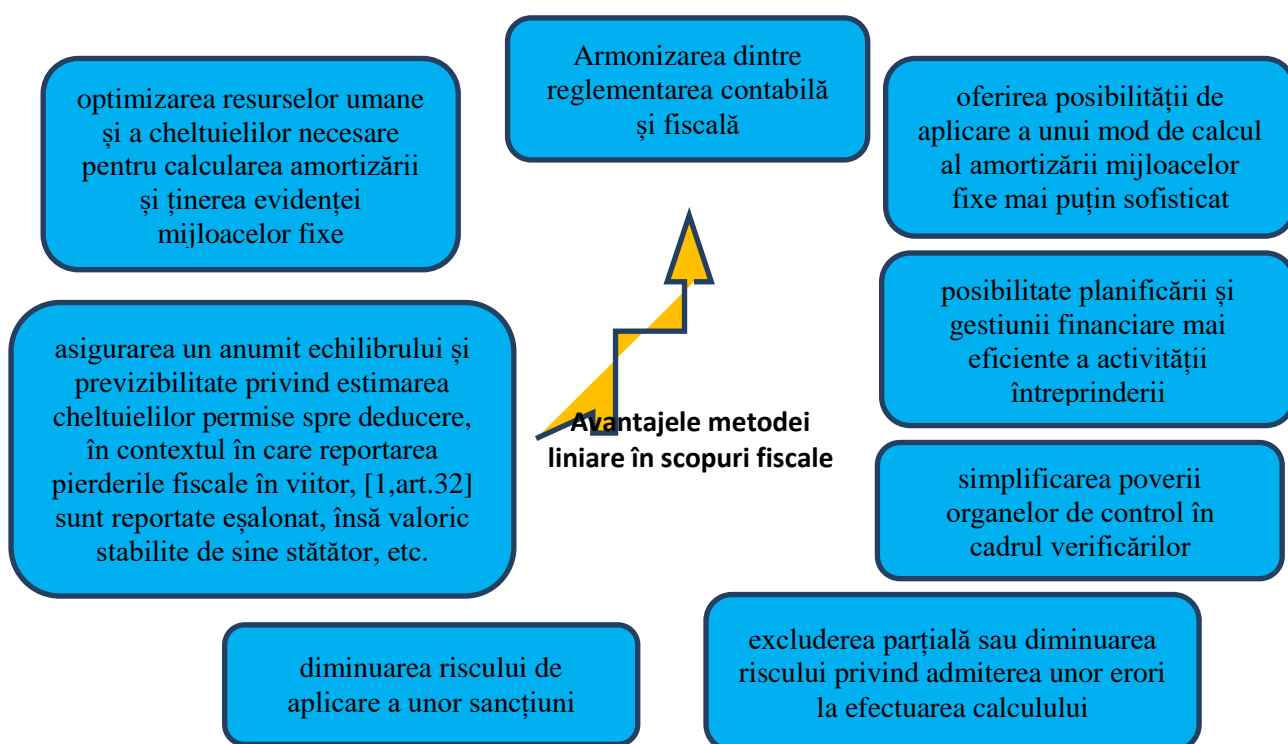 Armonizarea dintre
reglementarea contabilă
și fiscală
optimizarea resurselor umane
și a cheltuielilor necesare
pentru calcularea amortizării
și ținerea evidenței
mijloacelor fixe
oferirea posibilității de
aplicare a unui mod de calcul
al amortizării mijloacelor
fixe mai puțin sofisticat
asigurarea un anumit echilibrului și
previzibilitate privind estimarea
cheltuielilor permise spre deducere,
în contextul în care reportarea
pierderile fiscale în viitor, [1,art.32]
sunt reportate eșalonat, însă valoric
stabilite de sine stătător, etc.
posibilitate planificării și
gestiunii financiare mai
eficiente a activității
întreprinderii
Avantajele metodei
liniare în scopuri fiscale
simplificarea poverii
organelor de control în
cadrul verificărilor
diminuarea riscului de
aplicare a unor sancțiuni
excluderea parțială sau diminuarea
riscului privind admiterea unor erori
la efectuarea calculului